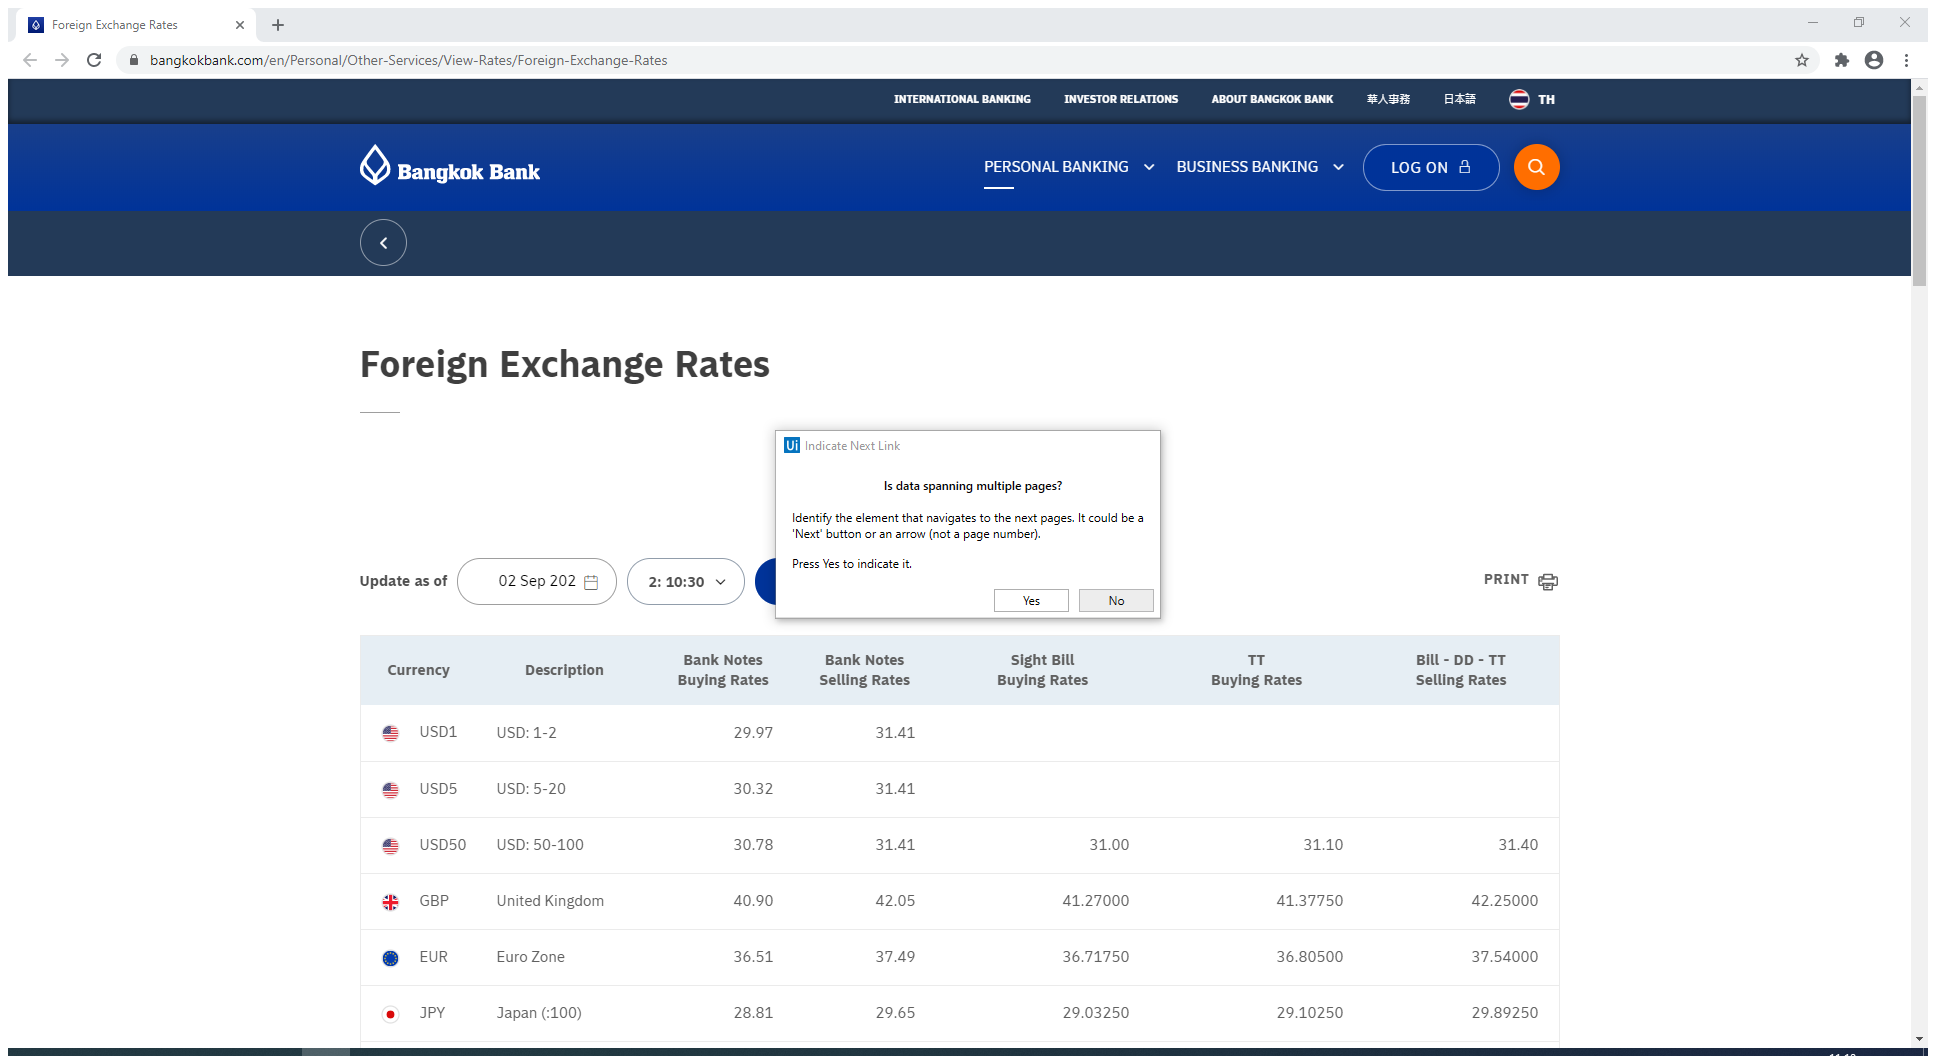 Foreign Exchange Rates
bangkokbank.com/en/Personal/Other-Services/View-Rates/Foreign-Exchange-Rates
INTERNATIONAL BANKING INVESTOR RELATIONS ABOUT BANGKOK BANK 華人事務 日本語 TH
Bangkok Bank
PERSONAL BANKING BUSINESS BANKING LOG ON
Foreign Exchange Rates
Ui Indicate Next Link
Is data spanning multiple pages?
Identify the element that navigates to the next pages. It could be a
'Next' button or an arrow (not a page number).
Press Yes to indicate it.
Yes No
Update as of 02 Sep 202 2: 10:30 PRINT
Currency Description Bank Notes Buying Rates Bank Notes Selling Rates Sight Bill Buying Rates TT Buying Rates Bill - DD - TT Selling Rates
USD1 USD: 1-2 29.97 31.41
USD5 USD: 5-20 30.32 31.41
USD50 USD: 50-100 30.78 31.41 31.00 31.10 31.40
GBP United Kingdom 40.90 42.05 41.27000 41.37750 42.25000
EUR Euro Zone 36.51 37.49 36.71750 36.80500 37.54000
JPY Japan (:100) 28.81 29.65 29.03250 29.10250 29.89250